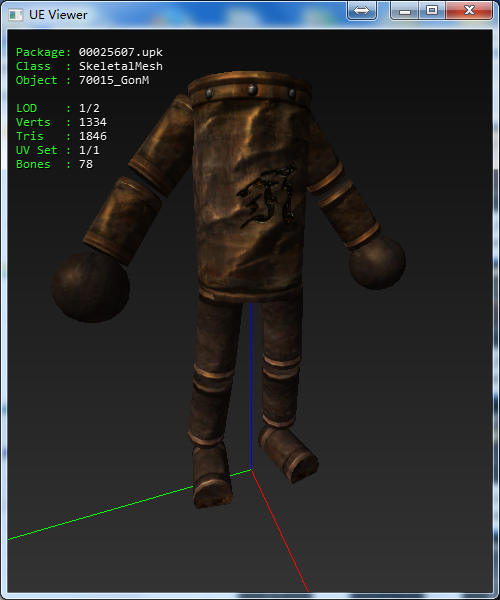 UE Viewer
Package: 00025607.upk
Class : SkeletalMesh
Object : 70015_GonM
LOD : 1/2
Verts : 1334
Tris : 1846
UV Set : 1/1
Bones : 78